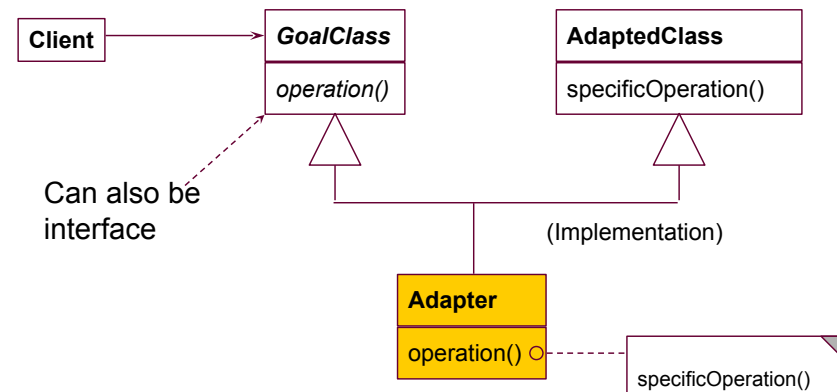 Client
GoalClass
operation()
AdaptedClass
specificOperation()
Can also be
interface
(Implementation)
Adapter
operation()
specificOperation()